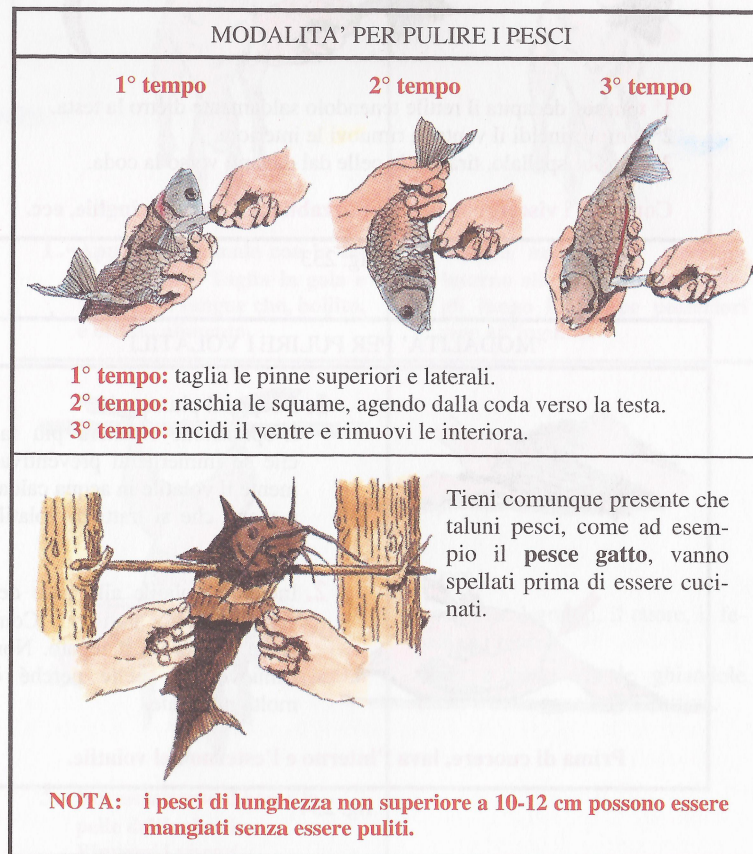 MODALITA' PER PULIRE I PESCI
1° tempo 2° tempo 3° tempo
1° tempo: taglia le pinne superiori e laterali.
2° tempo: raschia le squame, agendo dalla coda verso la testa.
3° tempo: incidi il ventre e rimuovi le interiora.
Tieni comunque presente che
taluni pesci, come ad esem-
pio il pesce gatto, vanno
spellati prima di essere cuci-
nati.
NOTA: i pesci di lunghezza non superiore a 10-12 cm possono essere
mangiati senza essere puliti.